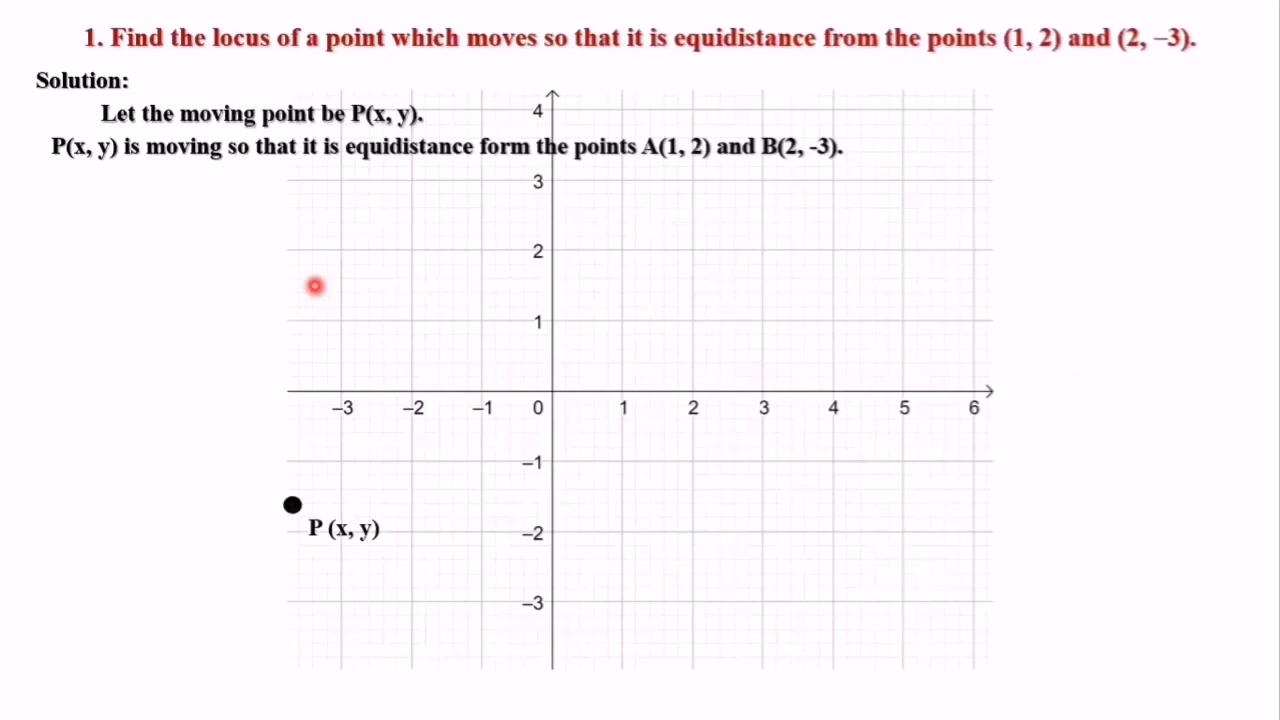 1. Find the locus of a point which moves so that it is equidistance from the points (1, 2) and (2, –3).
Solution:
Let the moving point be P(x, y).
P(x, y) is moving so that it is equidistance form the points A(1, 2) and B(2, -3).
4
3
2
1
–3 –2 –1 0 1 2 3 4 5 6
–1
P (x, y)
–2
–3